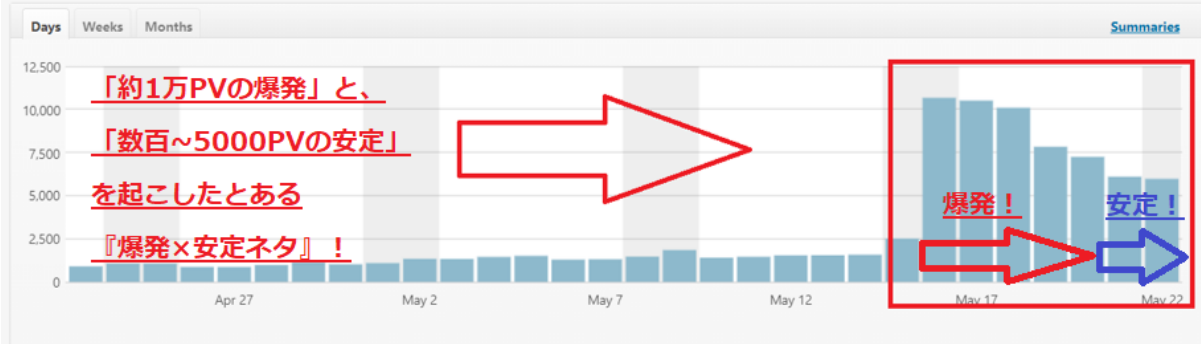 Days Weeks Months
Summaries
12,500
「約1万PVの爆発」と、
10,000
「数百~5000PVの安定」
7,500
5,000
を起こしたとある
爆発！
安定！
2,500
『爆発×安定ネタ』！
0
Apr 27 May 2 May 7 May 12 May 17 May 22